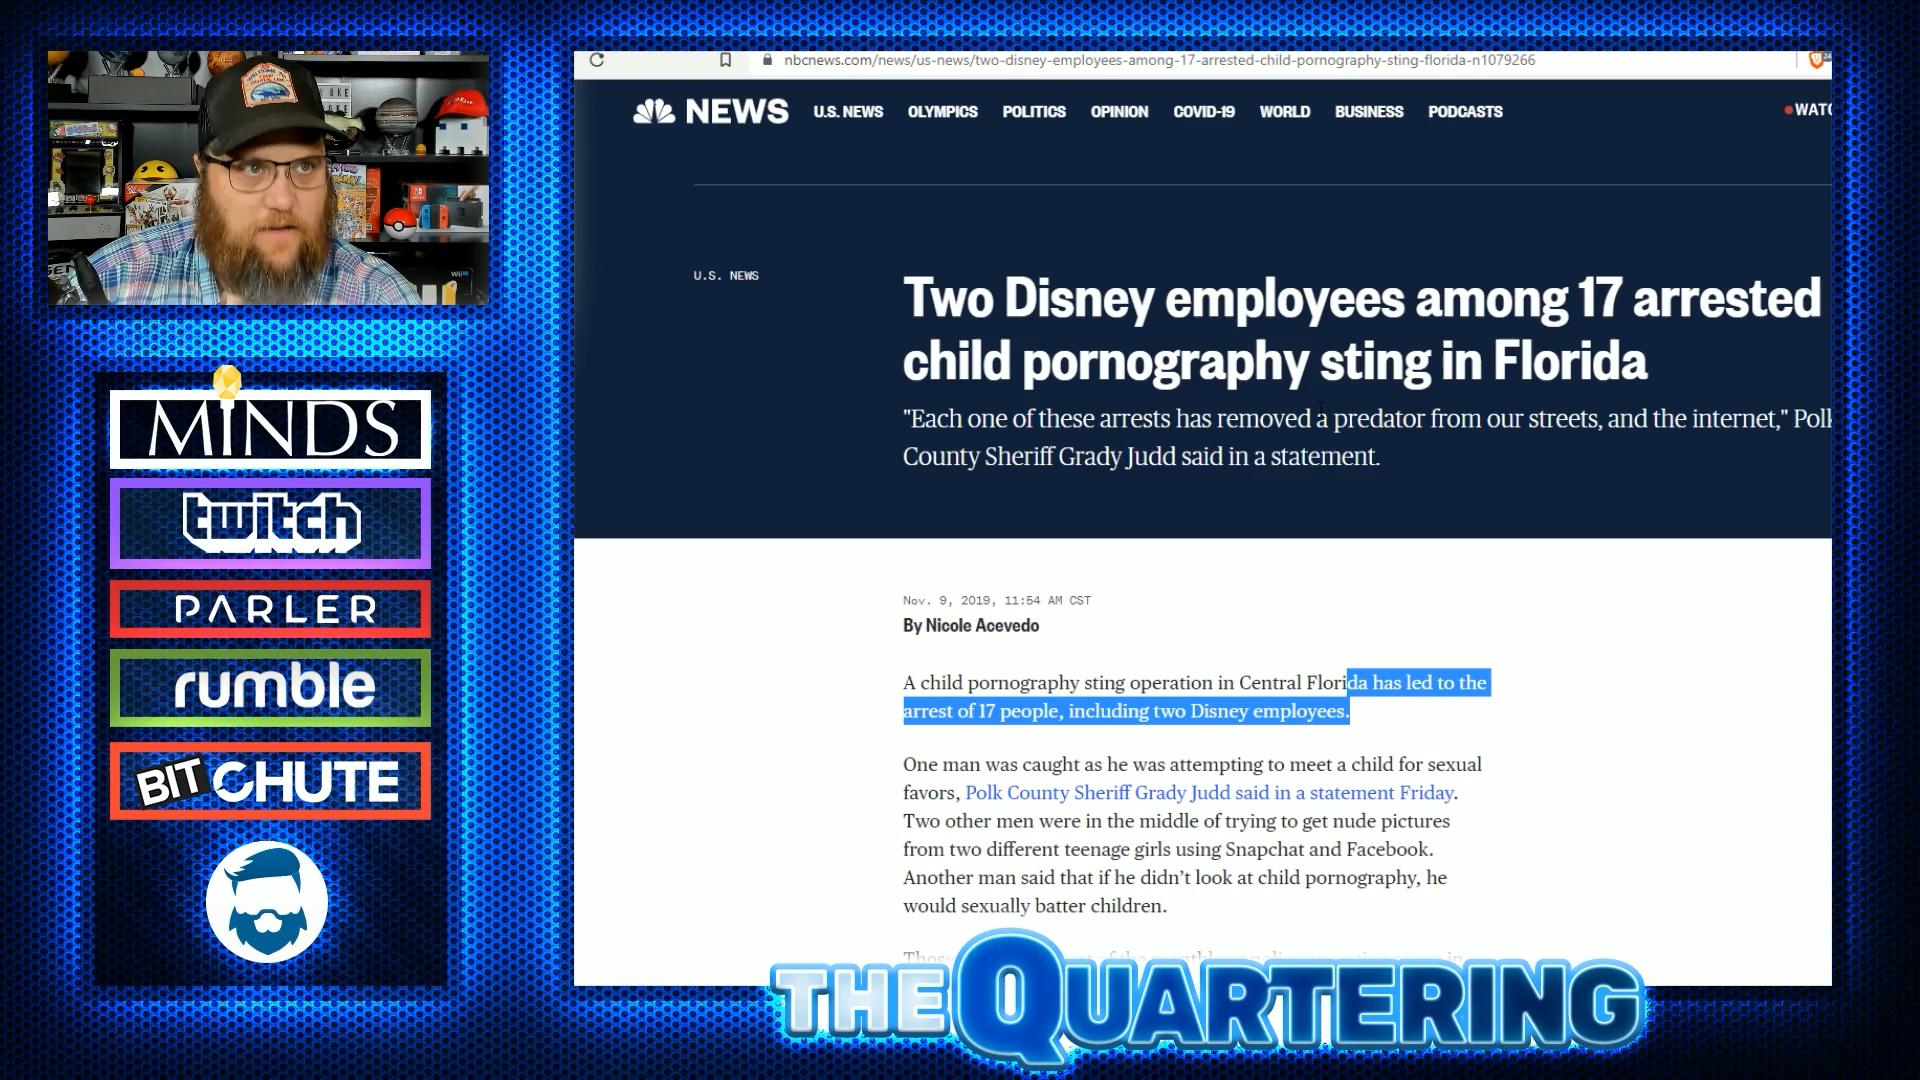 nbcnews.com/news/us-news/two-disney-employees-among-17-arrested-child-pornography-sting-florida-n1079266
NEWS U.S. NEWS OLYMPICS POLITICS OPINION COVID-19 WORLD BUSINESS PODCASTS
U.S. NEWS
Two Disney employees among 17 arrested
child pornography sting in Florida
"Each one of these arrests has removed a predator from our streets, and the internet," Polk
County Sheriff Grady Judd said in a statement.
Nov. 9, 2019, 11:54 AM CST
By Nicole Acevedo
A child pornography sting operation in Central Florida has led to the
arrest of 17 people, including two Disney employees.
One man was caught as he was attempting to meet a child for sexual
favors, Polk County Sheriff Grady Judd said in a statement Friday.
Two other men were in the middle of trying to get nude pictures
from two different teenage girls using Snapchat and Facebook.
Another man said that if he didn't look at child pornography, he
would sexually batter children.
MINDS
twitch
PARLER
rumble
BITCHUTE
THE QUARTERING